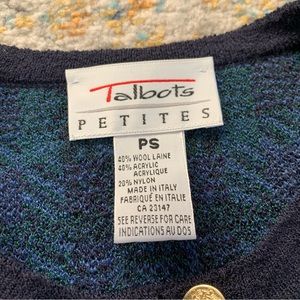 Talbots
PETITES
PS
40% WOOL LAINE
40% ACRYLIC
ACRYLIQUE
20% NYLON
MADE IN ITALY
FABRIQUÉ EN ITALIE
CA 23147
SEE REVERSE FOR CARE
INDICATIONS AU DOS